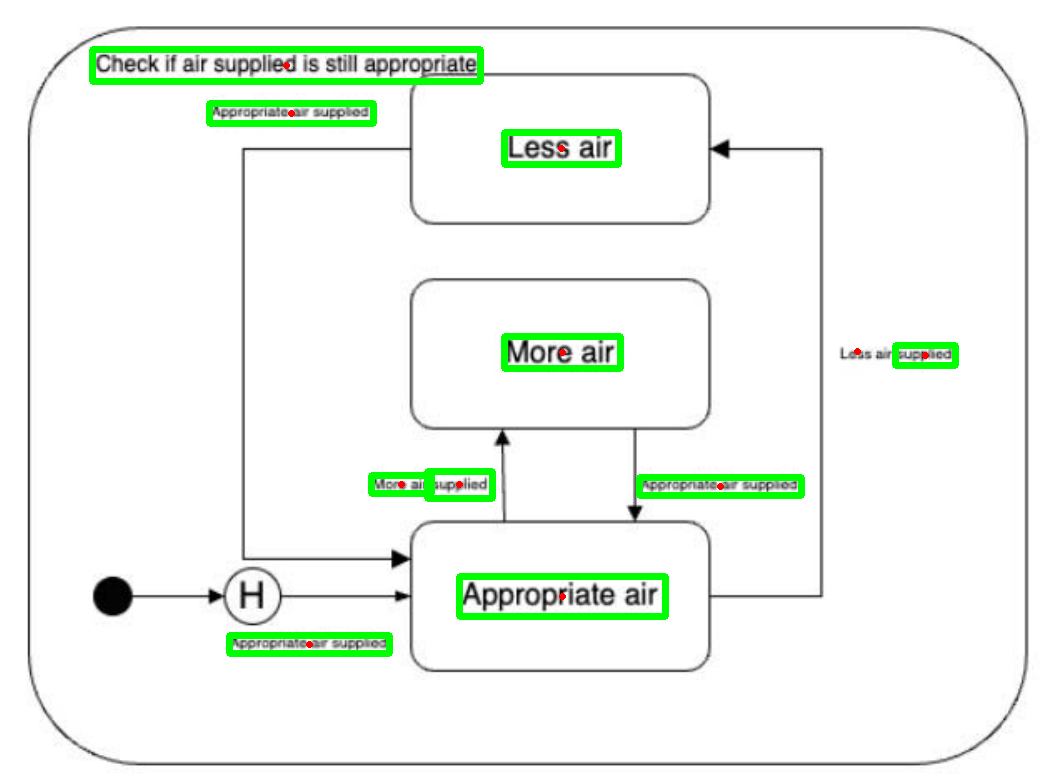 Check if air supplied is still appropriate
Appropriate air supplied
Less air
More air
Less air supplied
More air supplied
Appropriate air supplied
Appropriate air
H
Appropriate air supplied